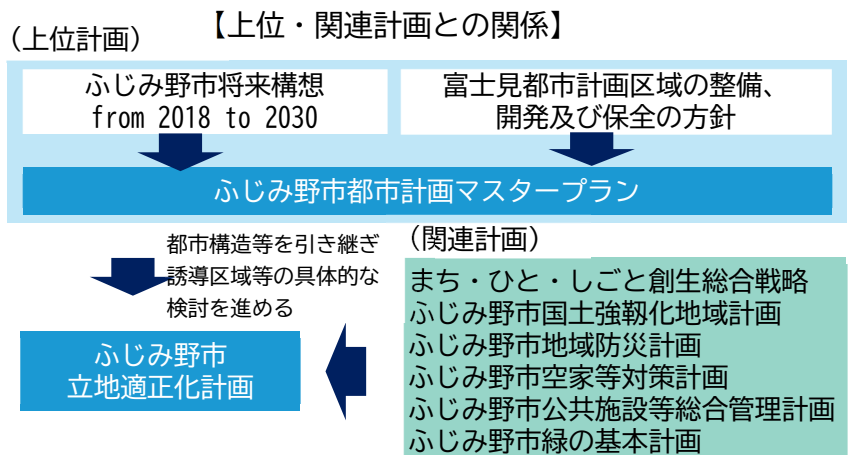 【上位・関連計画との関係】
(上位計画)
ふじみ野市将来構想
from 2018 to 2030
富士見都市計画区域の整備、
開発及び保全の方針
ふじみ野市都市計画マスタープラン
都市構造等を引き継ぎ
誘導区域等の具体的な
検討を進める
ふじみ野市
立地適正化計画
(関連計画)
まち・ひと・しごと創生総合戦略
ふじみ野市国土強靱化地域計画
ふじみ野市地域防災計画
ふじみ野市空家等対策計画
ふじみ野市公共施設等総合管理計画
ふじみ野市緑の基本計画